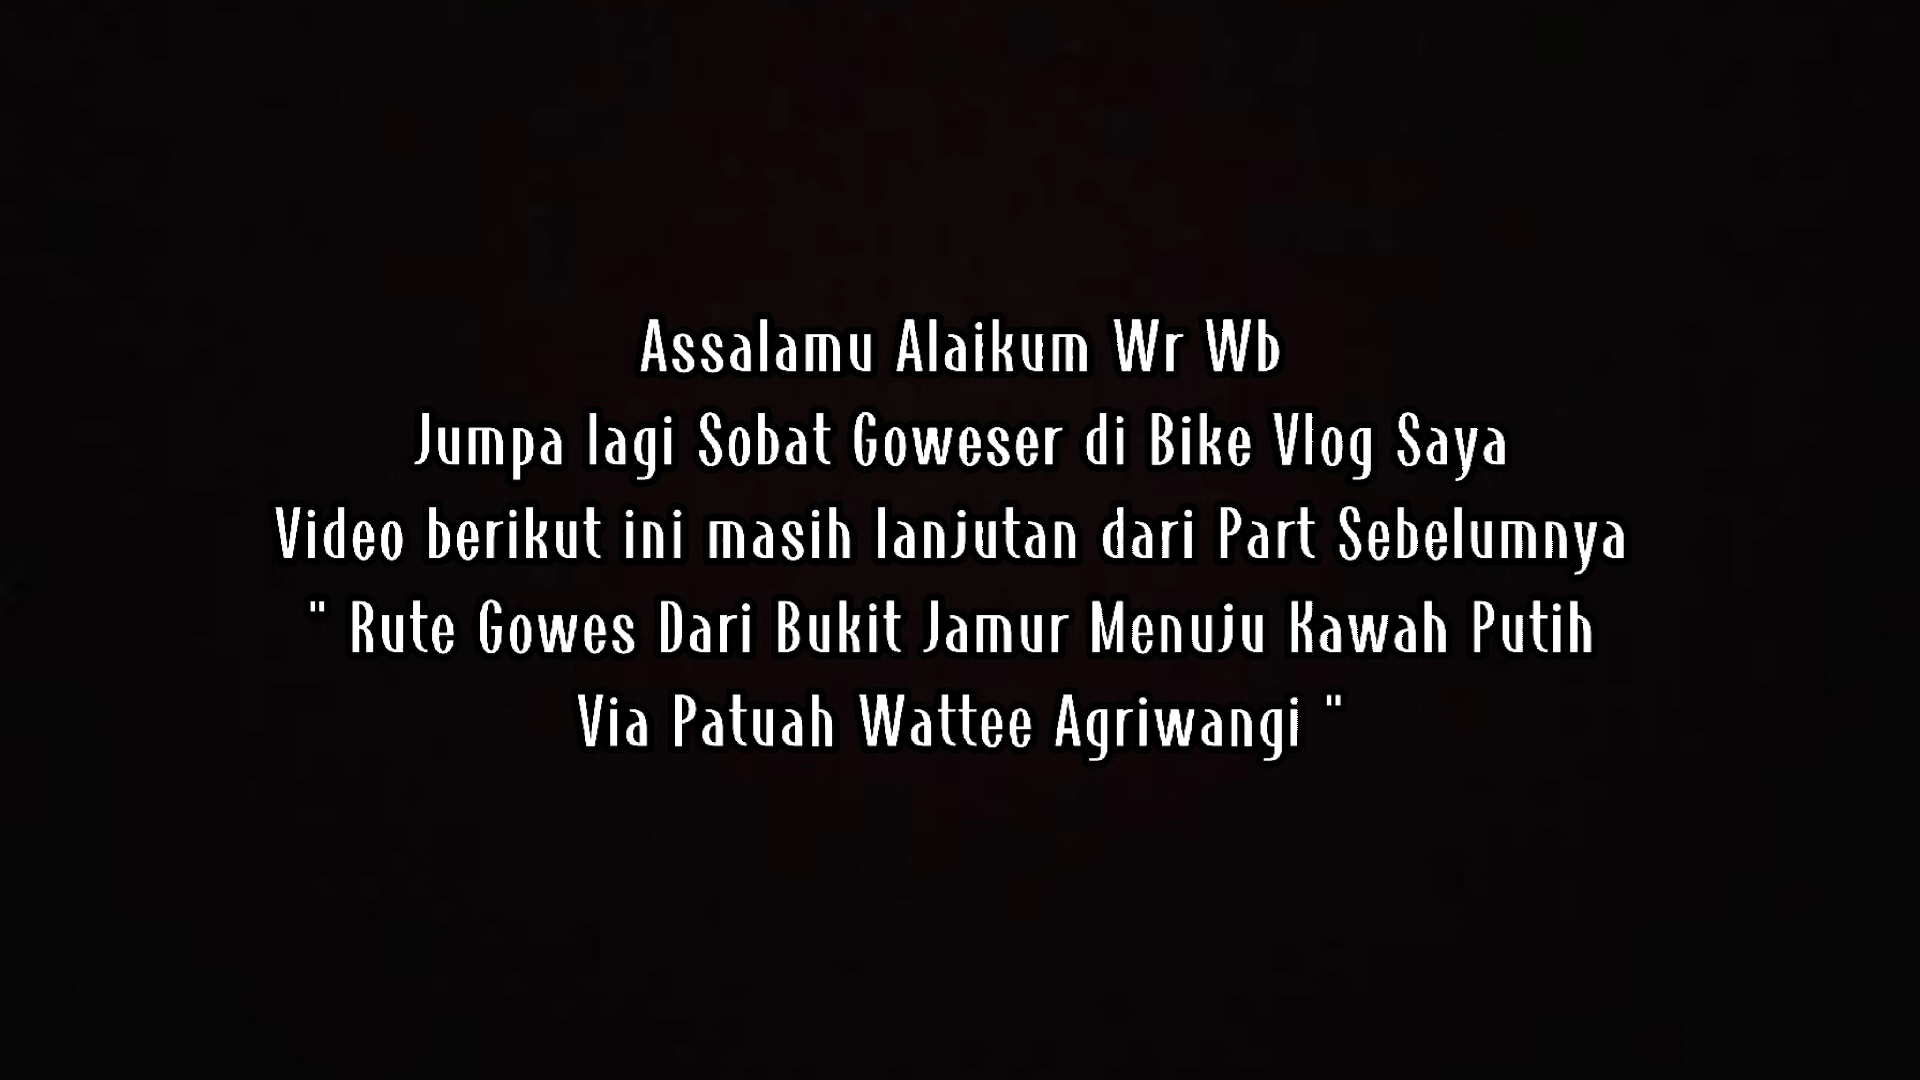 Assalamu Alaikum Wr Wb
Jumpa lagi Sobat Goweser di Bike Vlog Saya
Video berikut ini masih lanjutan dari Part Sebelumnya
" Rute Gowes Dari Bukit Jamur Menuju Kawah Putih
Via Patuah Wattee Agriwangi "